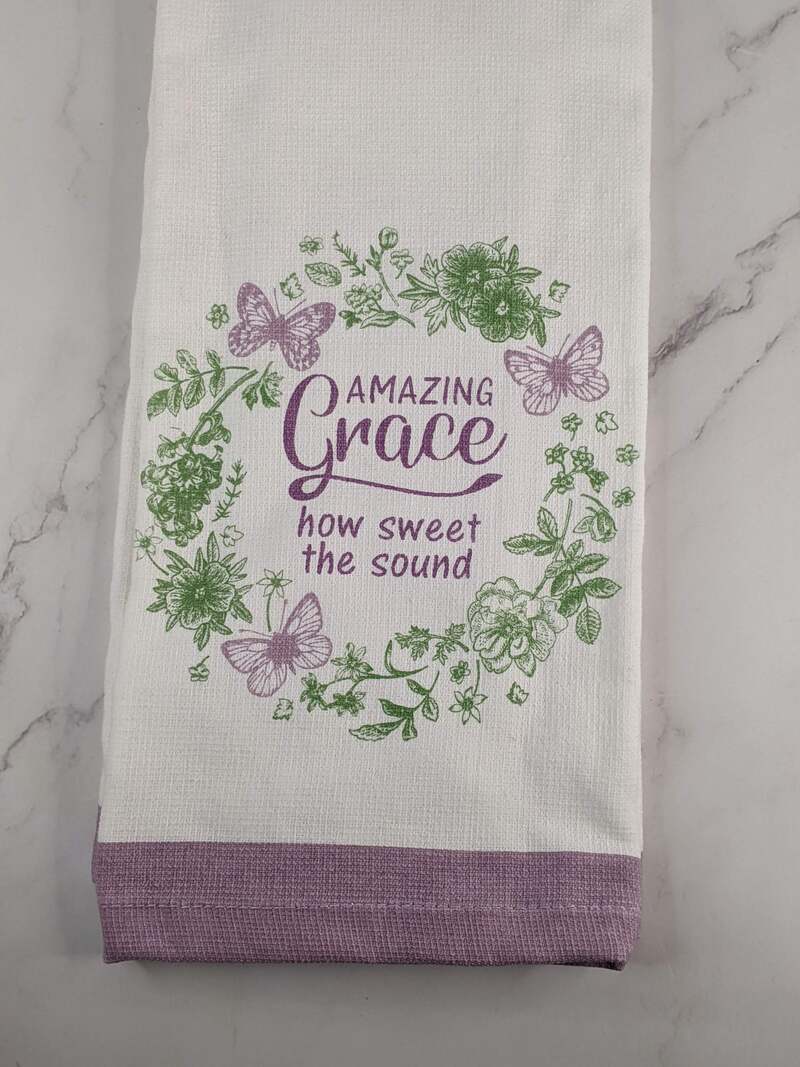 AMAZING
Grace
how sweet
the sound